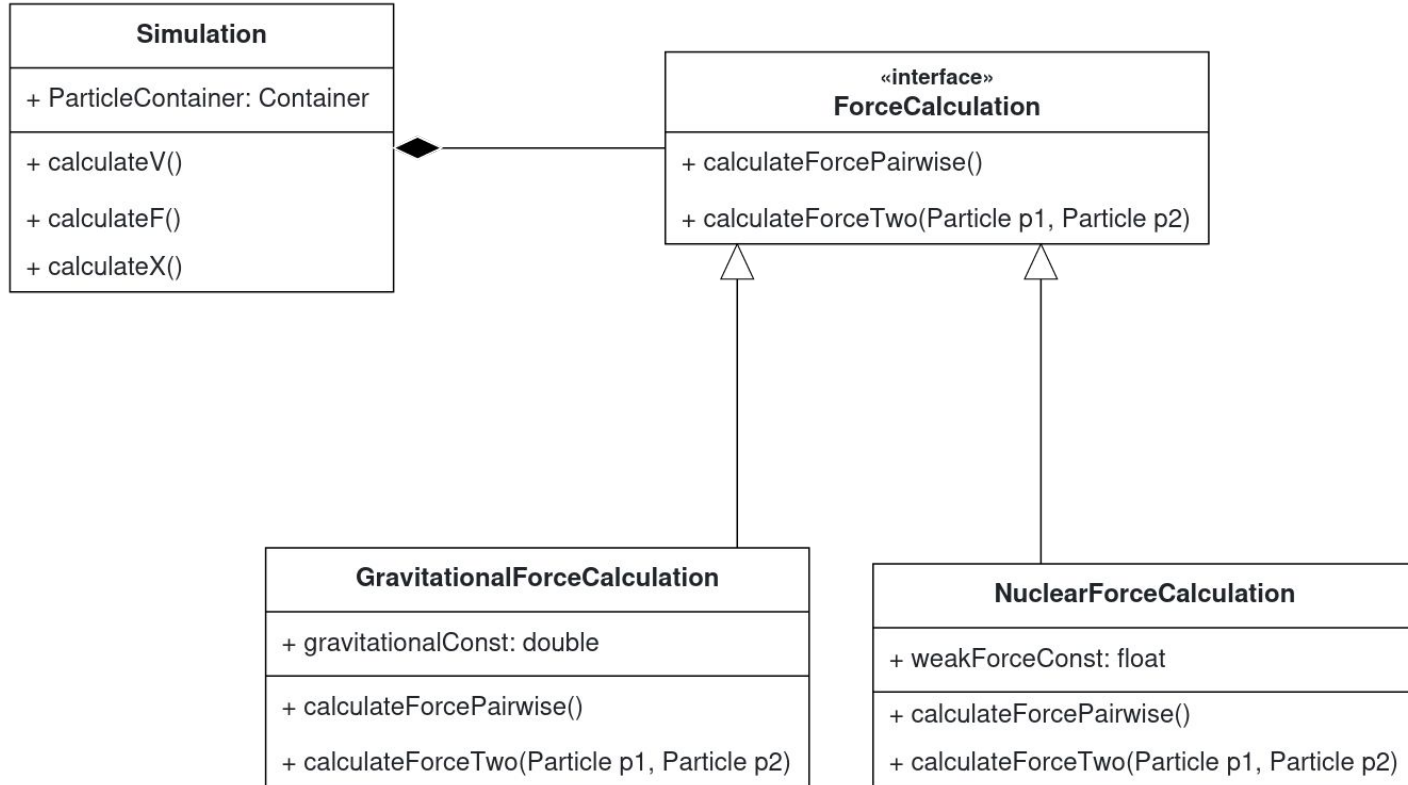 Simulation
+ ParticleContainer: Container
+ calculateV()
+ calculateF()
+ calculateX()
«interface»
ForceCalculation
+ calculateForcePairwise()
+ calculateForceTwo(Particle p1, Particle p2)
GravitationalForceCalculation
+ gravitationalConst: double
+ calculateForcePairwise()
+ calculateForceTwo(Particle p1, Particle p2)
NuclearForceCalculation
+ weakForceConst: float
+ calculateForcePairwise()
+ calculateForceTwo(Particle p1, Particle p2)